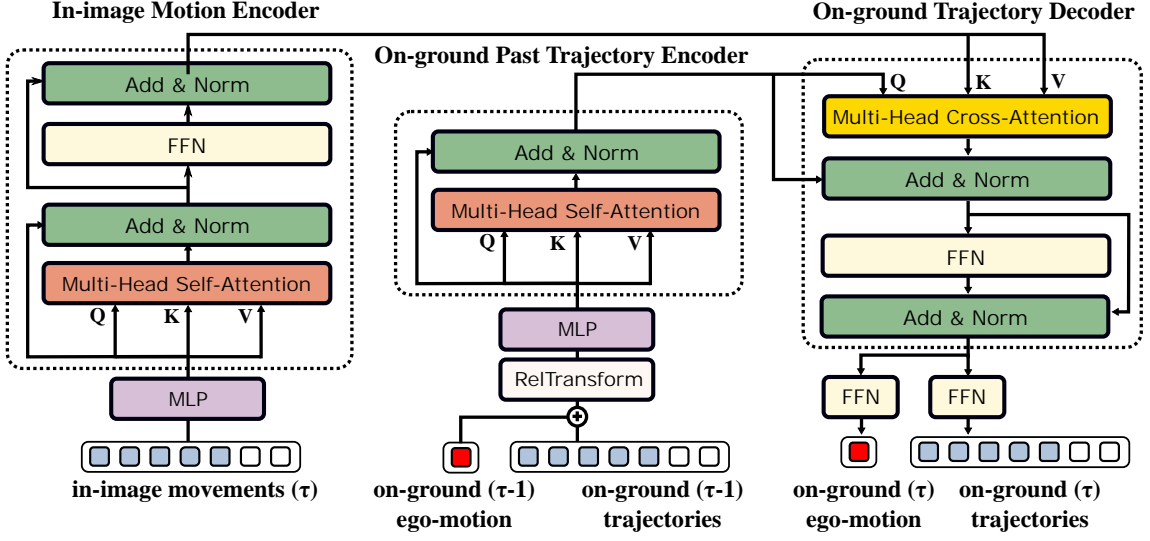 In-image Motion Encoder
Add & Norm
FFN
Add & Norm
Multi-Head Self-Attention
Q K V
MLP
in-image movements (τ)
On-ground Past Trajectory Encoder
Add & Norm
Multi-Head Self-Attention
Q K V
MLP
RelTransform
+
on-ground (τ-1)
ego-motion
on-ground (τ-1)
trajectories
On-ground Trajectory Decoder
Q K V
Multi-Head Cross-Attention
Add & Norm
FFN
Add & Norm
FFN
FFN
on-ground (τ)
ego-motion
on-ground (τ)
trajectories